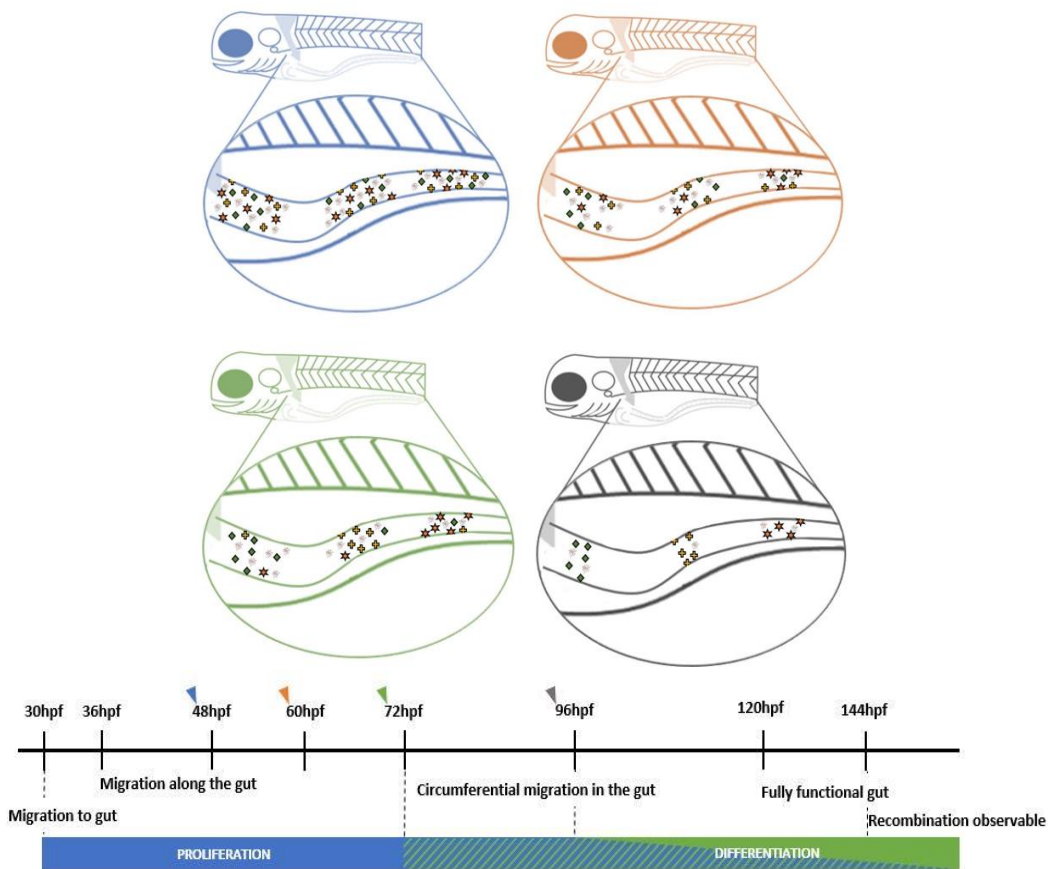 30hpf 36hpf 48hpf 60hpf 72hpf 96hpf 120hpf 144hpf
Migration along the gut
Circumferential migration in the gut
Fully functional gut
Migration to gut
Recombination observable
PROLIFERATION
DIFFERENTIATION